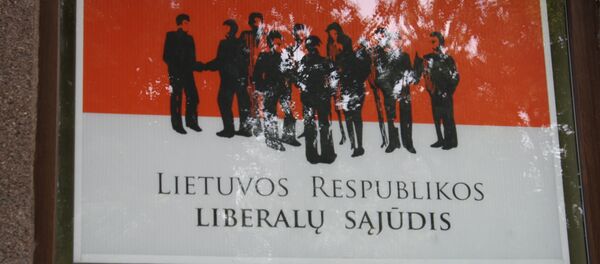 LIETUVOS RESPUBLIKOS
LIBERALŲ SĄJŪDIS